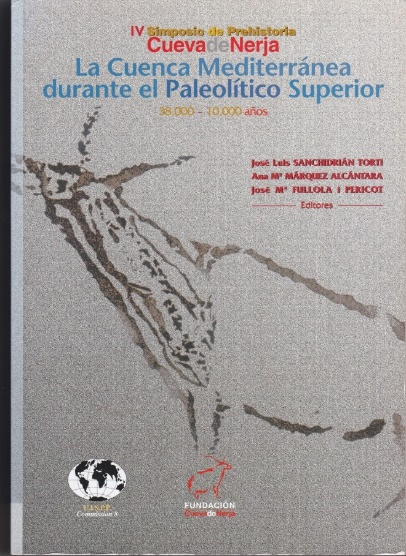 IV Simposio de Prehistoria
Cueva de Nerja
La Cuenca Mediterránea
durante el Paleolítico Superior
38.000 – 10.000 años
José Luis SANCHIDRIÁN TORTI
Ana Mª MÁRQUEZ ALCÁNTARA
José Mª FULLOLA I PERICOT
Editores
U.I.S.P.P.
Commission 8
FUNDACIÓN
CuevadeNerja